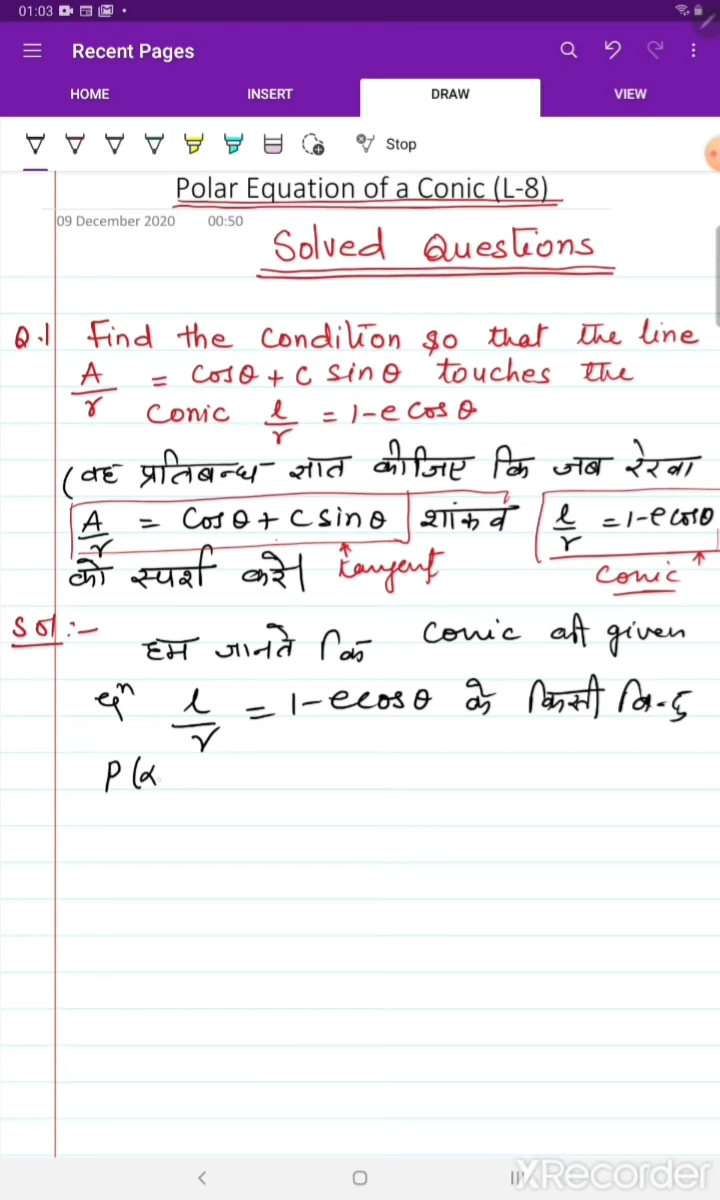 01:03
Recent Pages
HOME INSERT DRAW VIEW
Stop
Polar Equation of a Conic (L-8)
09 December 2020 00:50
Solved Questions
Q.1 Find the condition so that the line
A/r = cosθ + c sinθ touches the
conic l/r = 1-e cosθ
(वह प्रतिबन्ध ज्ञात कीजिए कि जब रेखा
A/r = cosθ + c sinθ शांकव l/r = 1-e cosθ
को स्पर्श करे। tangent conic
Sol:-
हम जानते कि conic की given
eqn l/r = 1-e cosθ के किसी बिन्दु
P(α
XRecorder